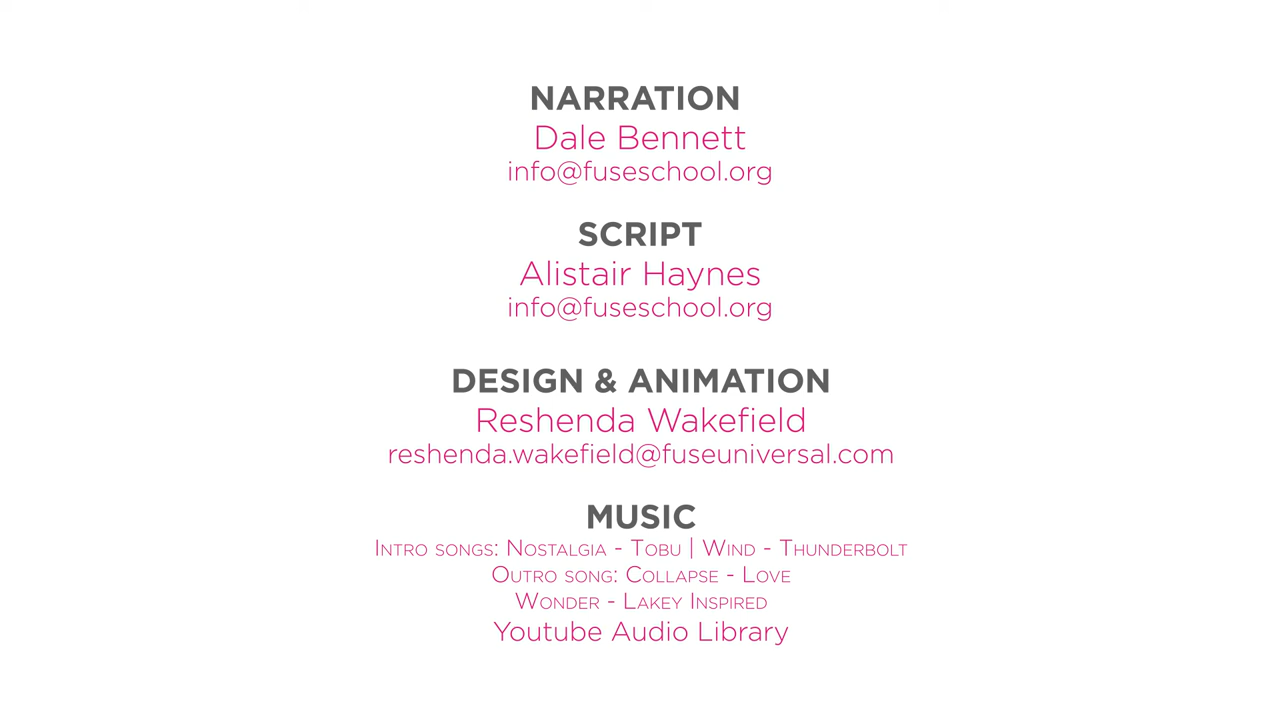 NARRATION
Dale Bennett
info@fuseschool.org
SCRIPT
Alistair Haynes
info@fuseschool.org
DESIGN & ANIMATION
Reshenda Wakefield
reshenda.wakefield@fuseuniversal.com
MUSIC
Intro songs: Nostalgia - Tobu | Wind - Thunderbolt
Outro song: Collapse - Love
Wonder - Lakey Inspired
Youtube Audio Library